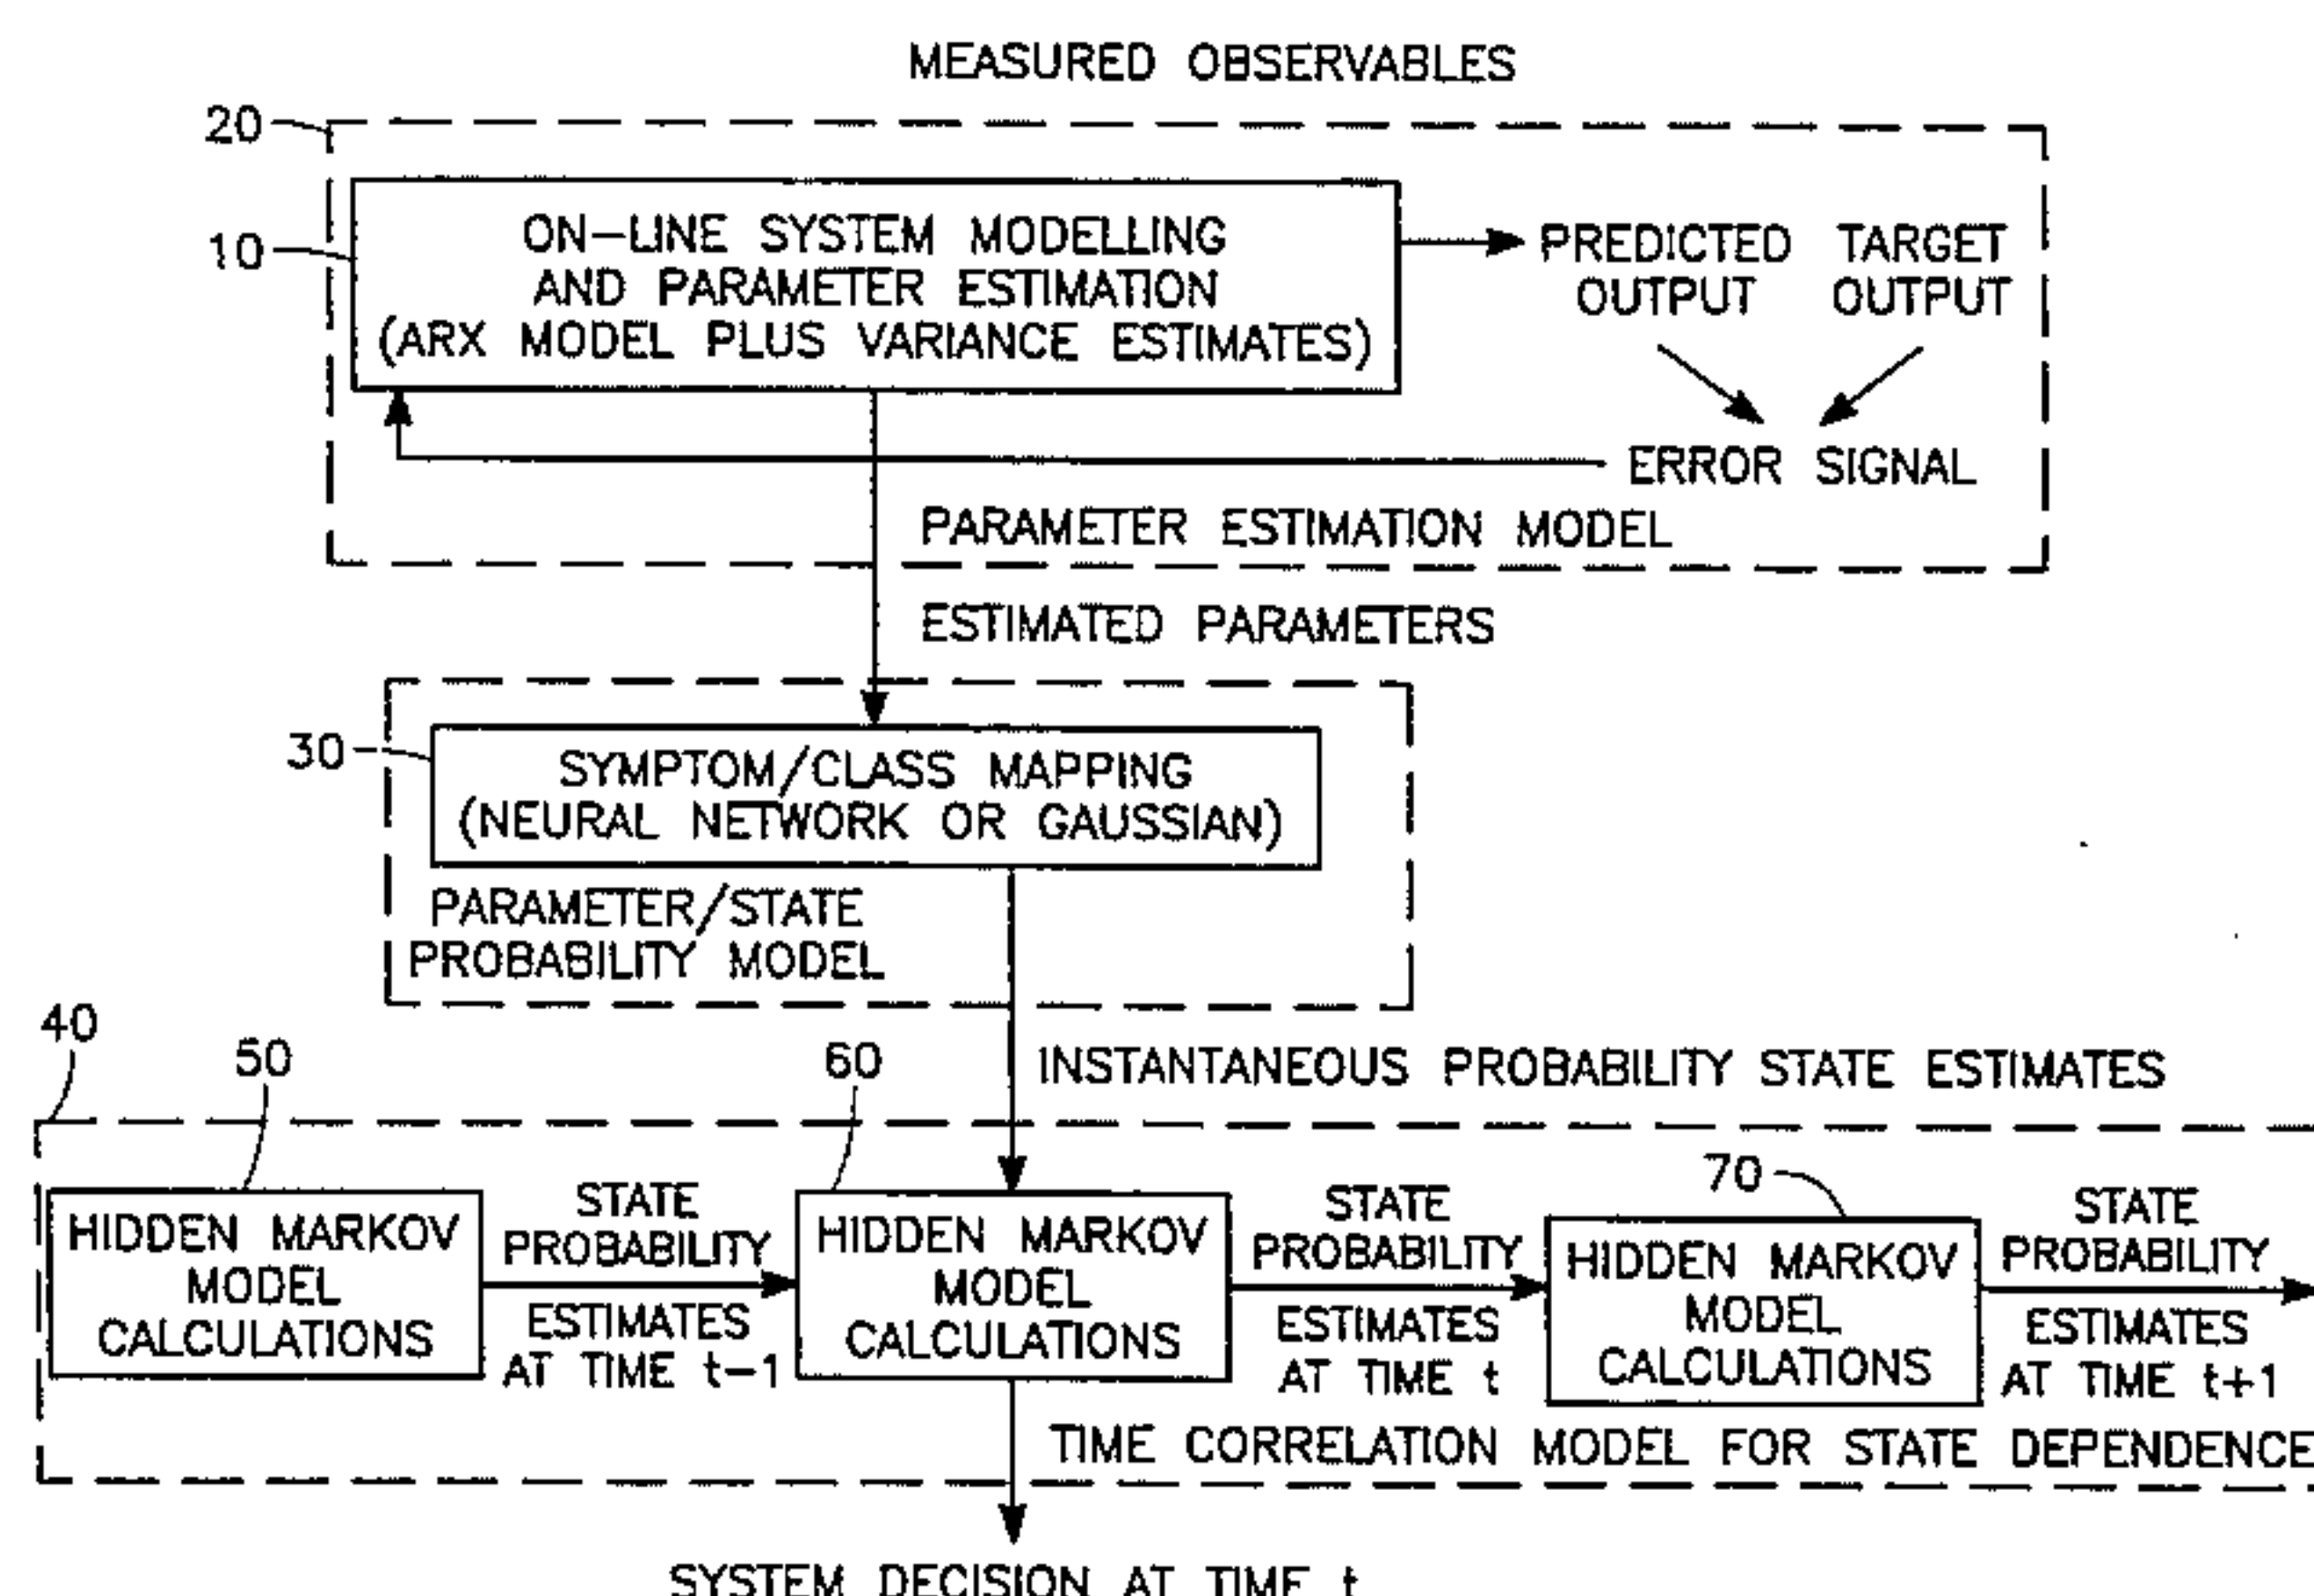 MEASURED OBSERVABLES
20
10
ON-LINE SYSTEM MODELLING
AND PARAMETER ESTIMATION
(ARX MODEL PLUS VARIANCE ESTIMATES)
PREDICTED OUTPUT
TARGET OUTPUT
ERROR SIGNAL
PARAMETER ESTIMATION MODEL
ESTIMATED PARAMETERS
30
SYMPTOM/CLASS MAPPING
(NEURAL NETWORK OR GAUSSIAN)
PARAMETER/STATE
PROBABILITY MODEL
INSTANTANEOUS PROBABILITY STATE ESTIMATES
40
50
60
70
HIDDEN MARKOV
MODEL
CALCULATIONS
STATE
PROBABILITY
ESTIMATES
AT TIME t-1
HIDDEN MARKOV
MODEL
CALCULATIONS
STATE
PROBABILITY
ESTIMATES
AT TIME t
HIDDEN MARKOV
MODEL
CALCULATIONS
STATE
PROBABILITY
ESTIMATES
AT TIME t+1
TIME CORRELATION MODEL FOR STATE DEPENDENCE
SYSTEM DECISION AT TIME t